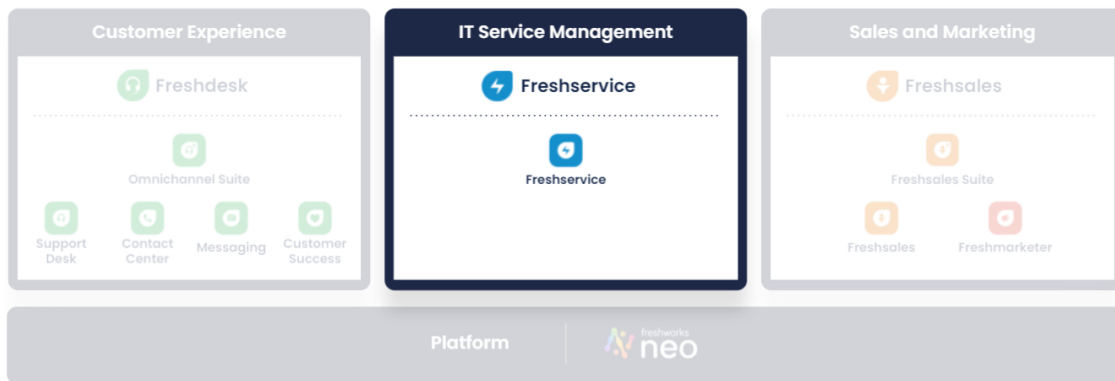 Customer Experience
Freshdesk
Omnichannel Suite
Support Desk
Contact Center
Messaging
Customer Success
IT Service Management
Freshservice
Freshservice
Sales and Marketing
Freshsales
Freshsales Suite
Freshsales
Freshmarketer
Platform
freshworks
neo